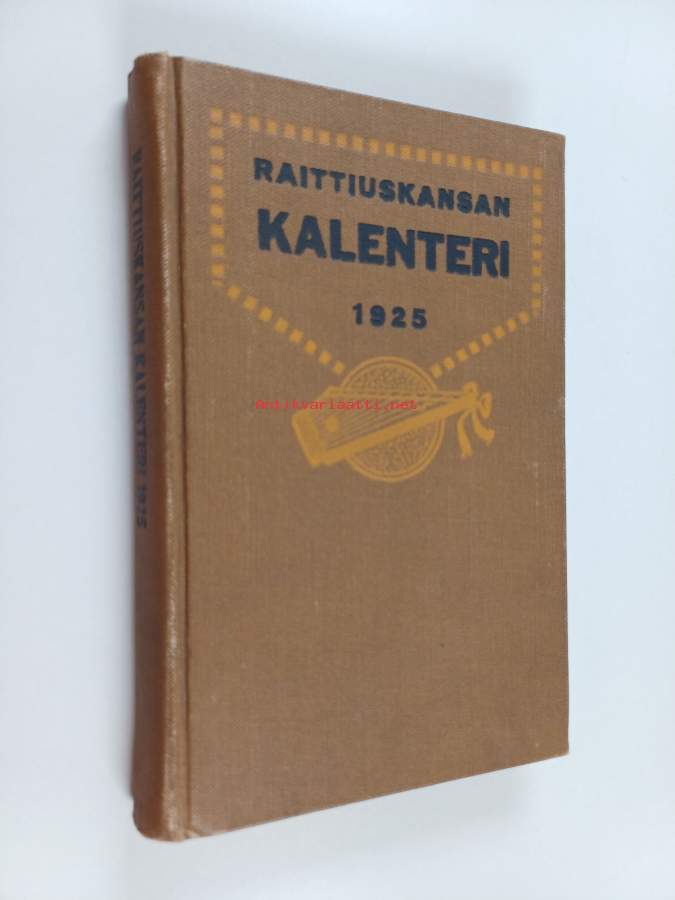 RAITTIUSKANSAN
KALENTERI
1925
RAITTIUSKANSAN KALENTERI 1925
antikvariaatti.net